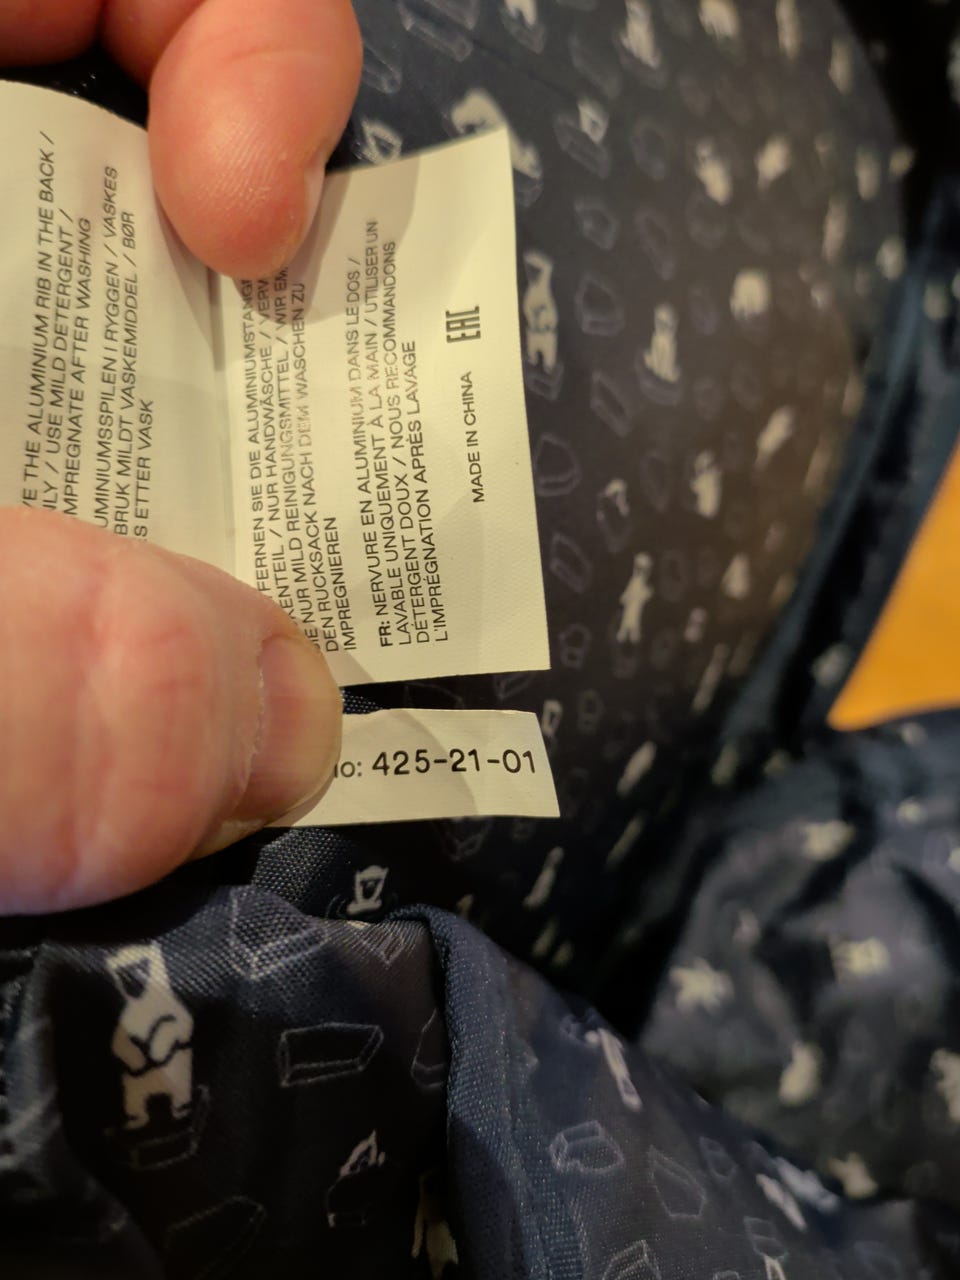 THE ALUMINIUM RIB IN THE BACK /
/ USE MILD DETERGENT /
IMPREGNATE AFTER WASHING
RYGGEN / VASKES
BRUK MILDT VASKEMIDDEL / BØR
ETTER VASK
SIE DIE
/ NUR HANDWÄSCHE /
NUR MILD REINIGUNGSMITTEL / WIR
DEN RUCKSACK NACH DEM WASCHEN ZU
IMPREGNIEREN
FR: NERVURE EN ALUMINIUM DANS LE DOS /
LAVABLE UNIQUEMENT À LA MAIN / UTILISER UN
DÉTERGENT DOUX / NOUS RECOMMANDONS
L'IMPRÉGNATION APRÈS LAVAGE
MADE IN CHINA EAC
425-21-01